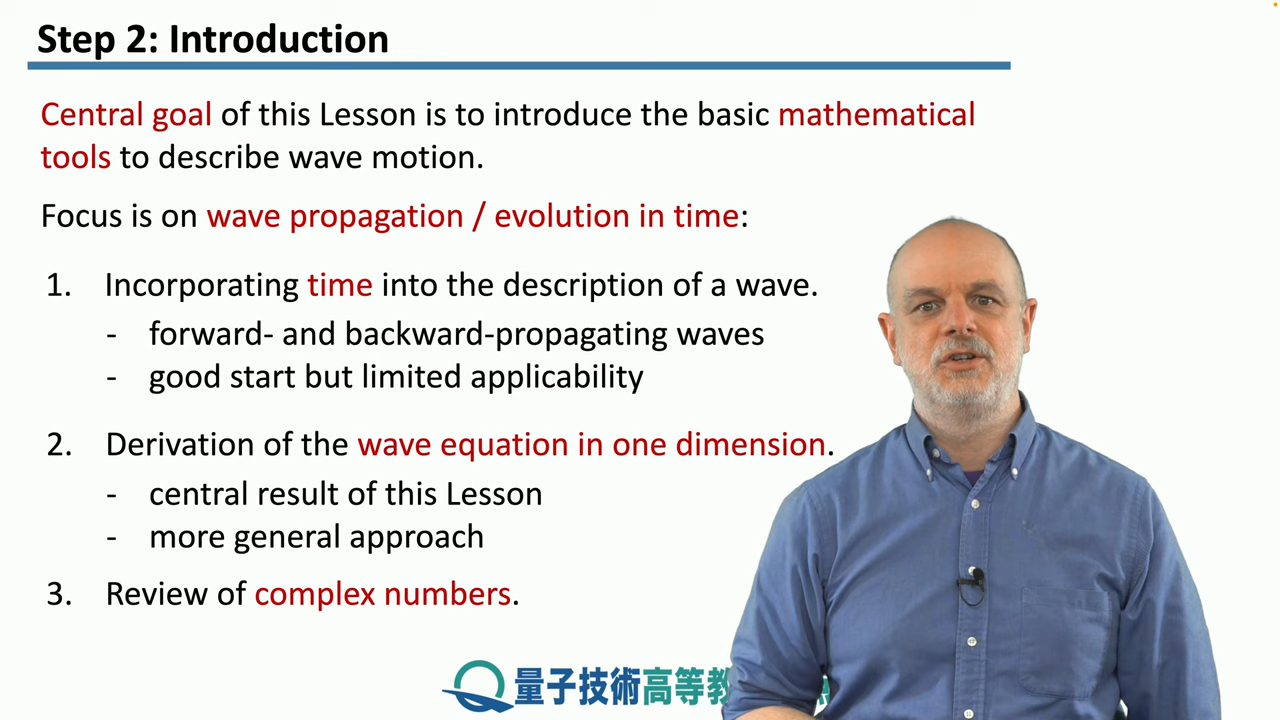 Step 2: Introduction
Central goal of this Lesson is to introduce the basic mathematical
tools to describe wave motion.
Focus is on wave propagation / evolution in time:
1. Incorporating time into the description of a wave.
- forward- and backward-propagating waves
- good start but limited applicability
2. Derivation of the wave equation in one dimension.
- central result of this Lesson
- more general approach
3. Review of complex numbers.
量子技術高等教